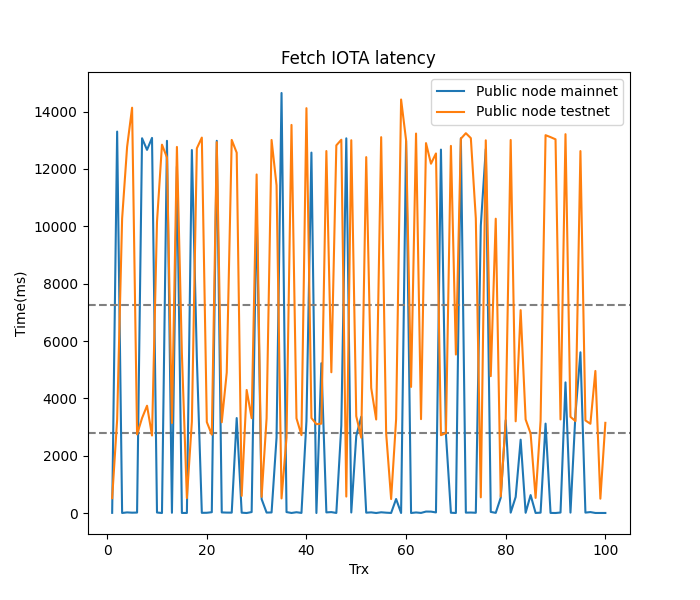 Fetch IOTA latency
Public node mainnet
Public node testnet
14000
12000
10000
8000
6000
4000
2000
0
Time(ms)
0 20 40 60 80 100
Trx